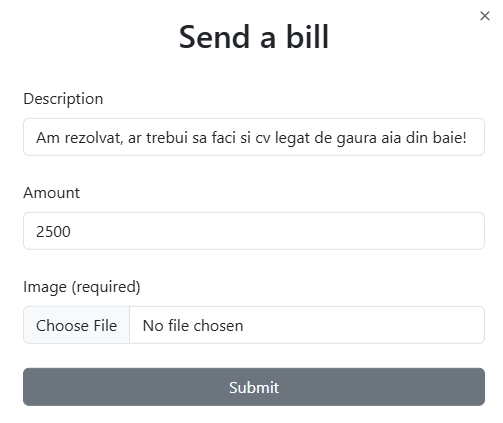 ×
Send a bill
Description
Am rezolvat, ar trebui sa faci si cv legat de gaura aia din baie!
Amount
2500
Image (required)
Choose File No file chosen
Submit